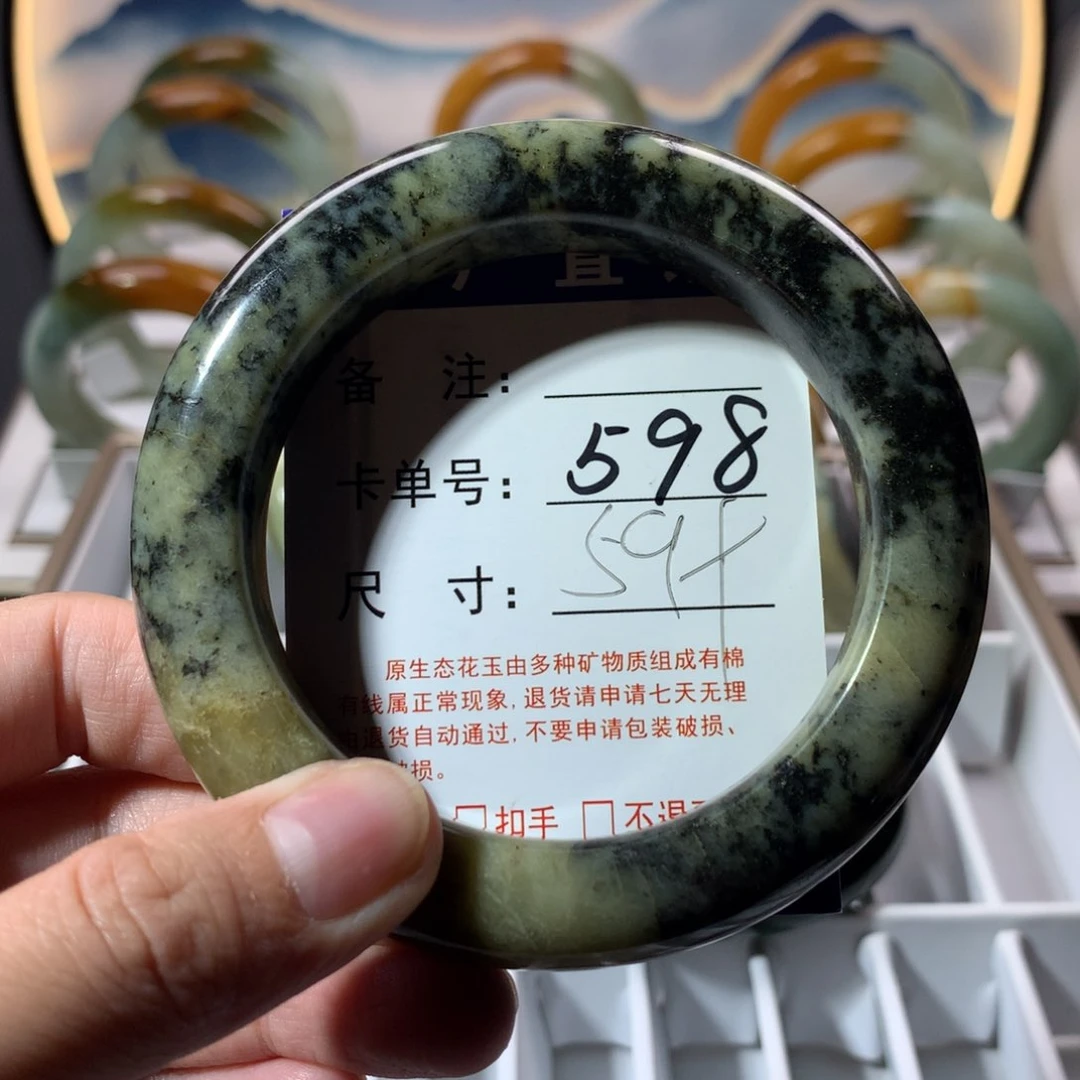 直
备 注：
卡单号：598
尺 寸：
原生态花玉由多种矿物质组成有棉
有线属正常现象，退货请申请七天无理
由退货自动通过，不要申请包装破损、
损。
□扣手 □不退